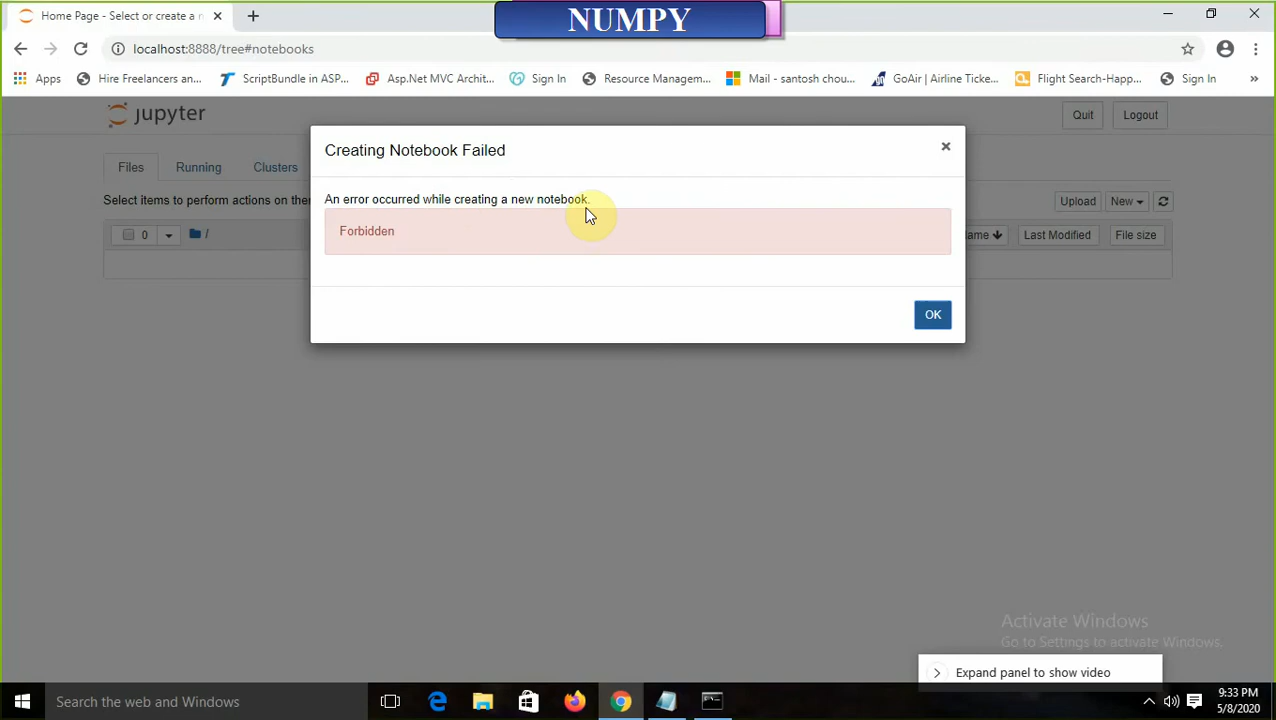 NUMPY
Home Page - Select or create a n
localhost:8888/tree#notebooks
Apps
Hire Freelancers an...
ScriptBundle in ASP...
Asp.Net MVC Archit...
Sign In
Resource Managem...
Mail - santosh chou...
GoAir | Airline Ticke...
Flight Search-Happ...
Sign In
»
jupyter
Quit
Logout
Creating Notebook Failed
Files
Running
Clusters
An error occurred while creating a new notebook.
Select items to perform actions on the
Upload
New
Forbidden
0
/
ame
Last Modified
File size
OK
Activate Windows
Go to Settings to activate Windows.
Expand panel to show video
Search the web and Windows
9:33 PM
5/8/2020